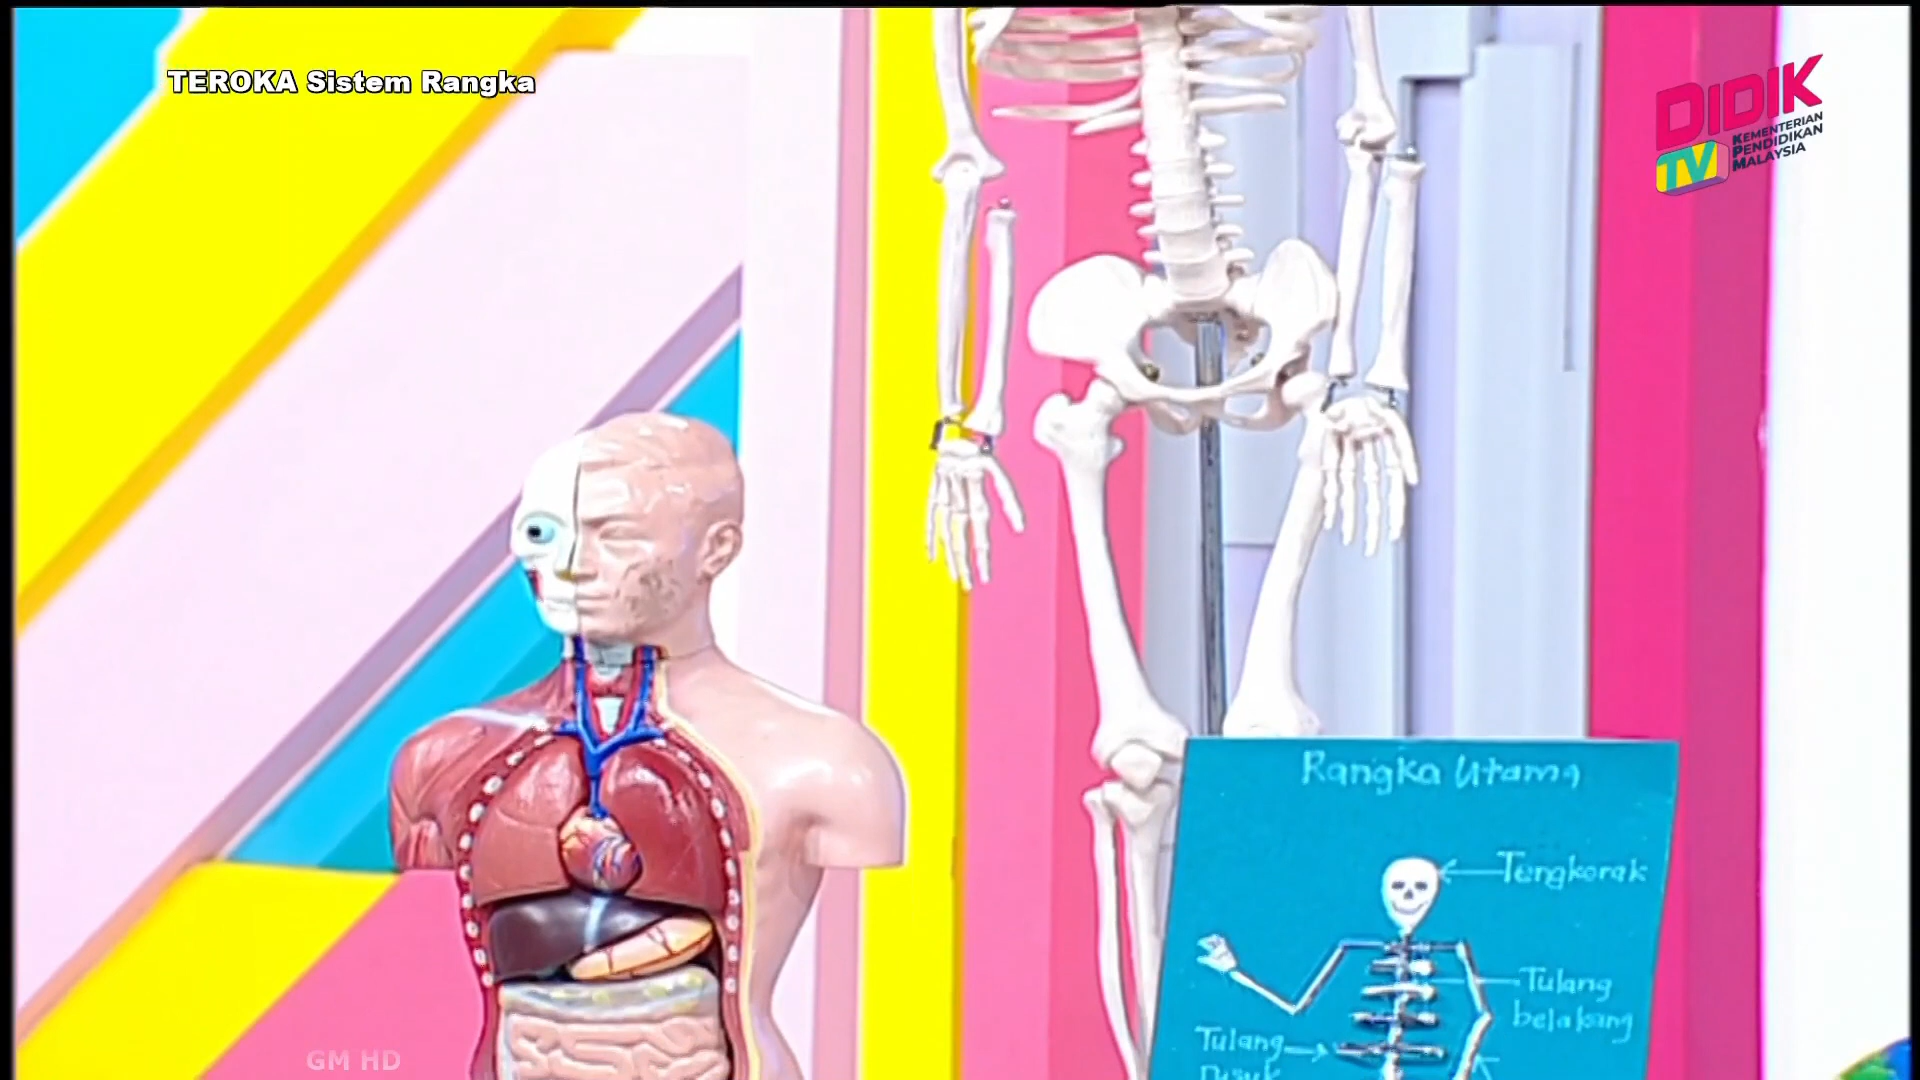 TEROKA Sistem Rangka
DIDIK
TV
KEMENTERIAN
PENDIDIKAN
MALAYSIA
Rangka Utama
Tengkorak
Tulang
belakang
Tulang
GM HD